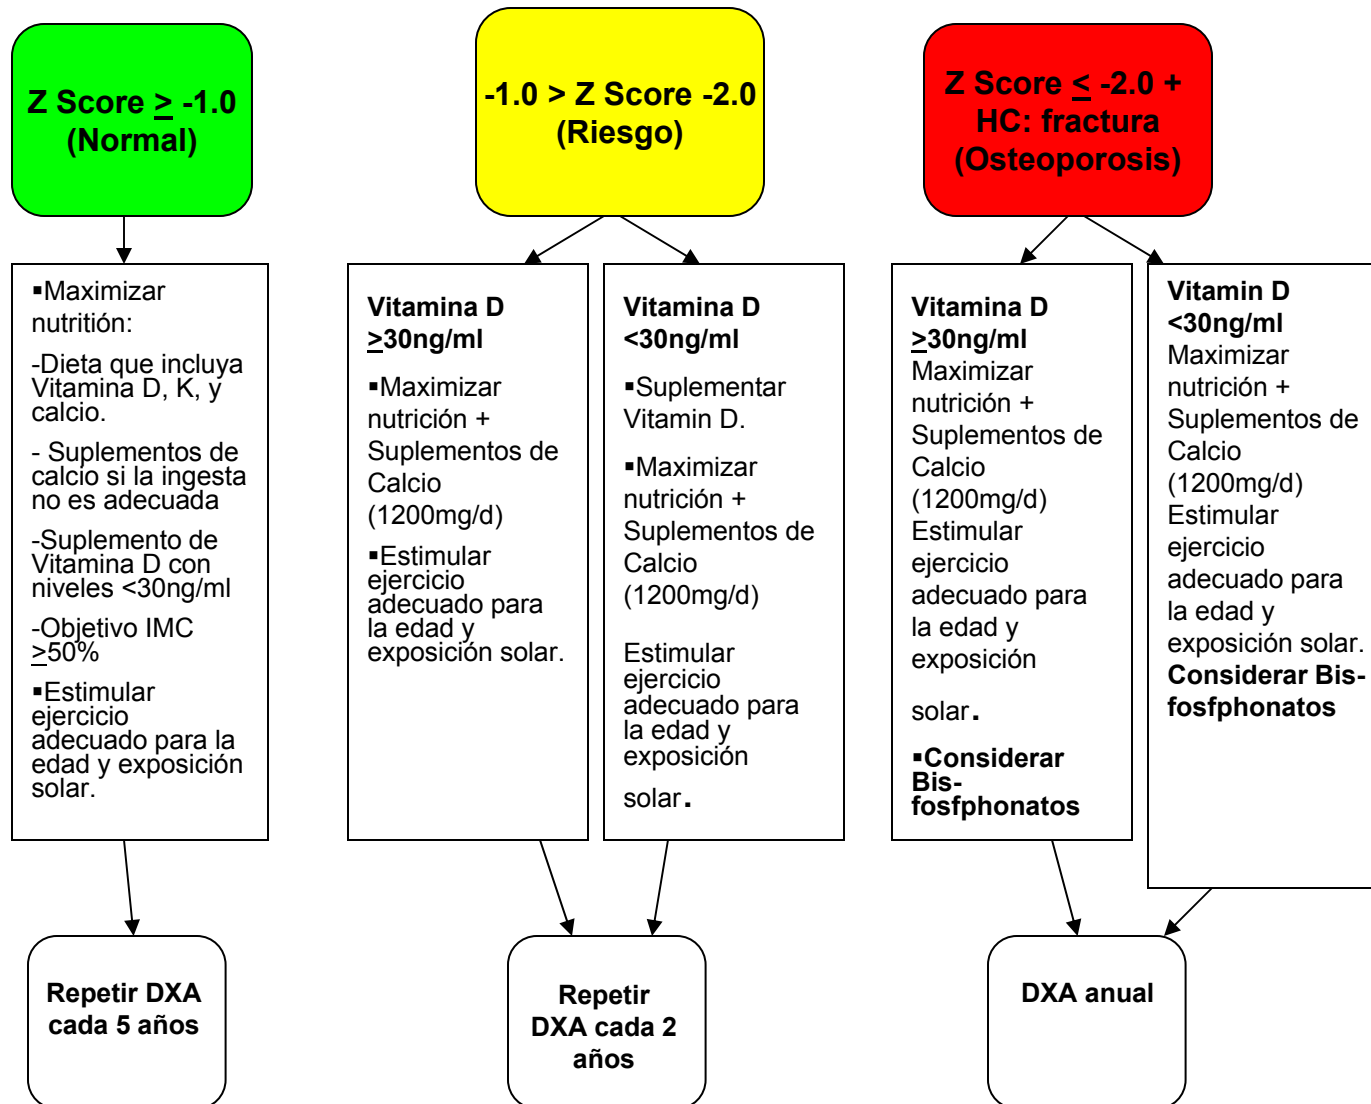 Z Score ≥ -1.0
(Normal)
-1.0 > Z Score -2.0
(Riesgo)
Z Score ≤ -2.0 +
HC: fractura
(Osteoporosis)
▪Maximizar
nutritión:
-Dieta que incluya
Vitamina D, K, y
calcio.
- Suplementos de
calcio si la ingesta
no es adecuada
-Suplemento de
Vitamina D con
niveles <30ng/ml
-Objetivo IMC
≥50%
▪Estimular
ejercicio
adecuado para la
edad y exposición
solar.
Vitamina D
≥30ng/ml
▪Maximizar
nutrición +
Suplementos de
Calcio
(1200mg/d)
▪Estimular
ejercicio
adecuado para
la edad y
exposición solar.
Vitamina D
<30ng/ml
▪Suplementar
Vitamin D.
▪Maximizar
nutrición +
Suplementos de
Calcio
(1200mg/d)
Estimular
ejercicio
adecuado para
la edad y
exposición
solar.
Vitamina D
≥30ng/ml
Maximizar
nutrición +
Suplementos de
Calcio
(1200mg/d)
Estimular
ejercicio
adecuado para
la edad y
exposición
solar.
▪Considerar
Bis-
fosfphonatos
Vitamin D
<30ng/ml
Maximizar
nutrición +
Suplementos de
Calcio
(1200mg/d)
Estimular
ejercicio
adecuado para
la edad y
exposición solar.
Considerar Bis-
fosfphonatos
Repetir DXA
cada 5 años
Repetir
DXA cada 2
años
DXA anual